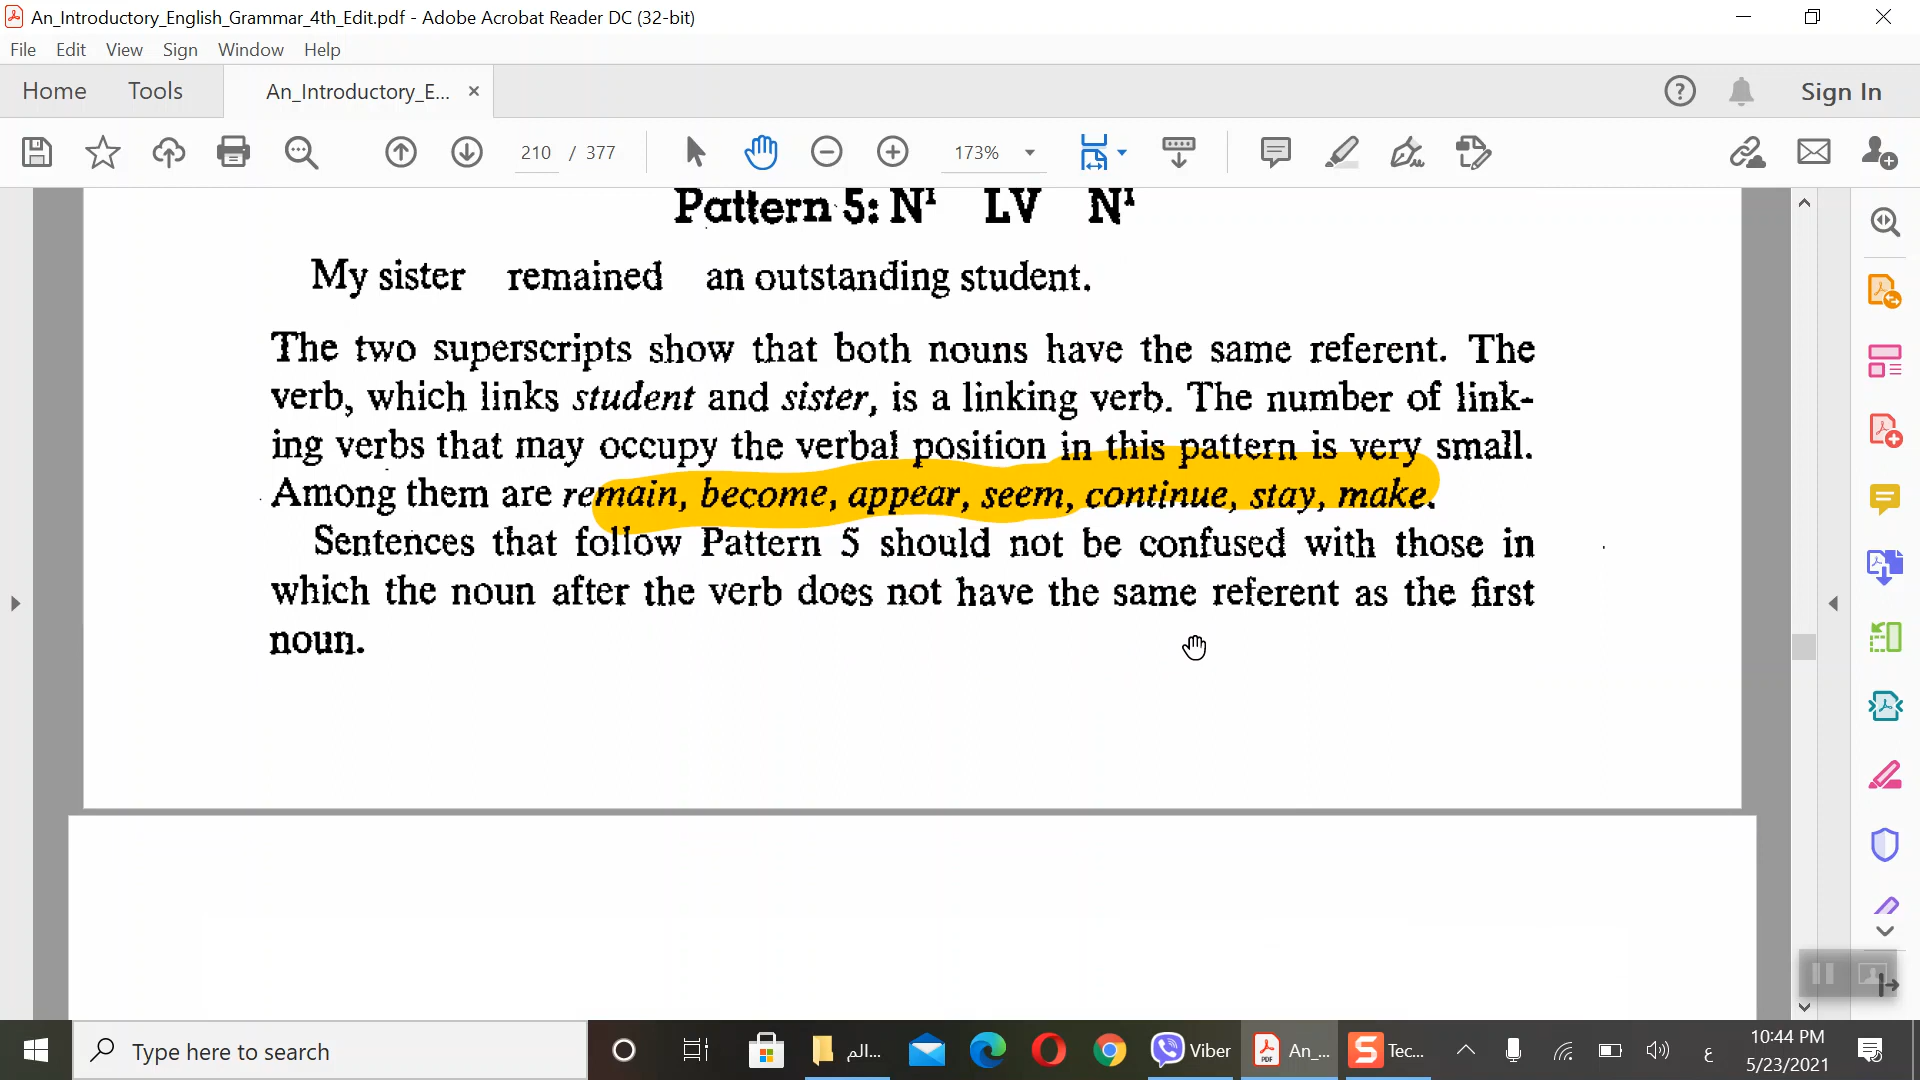 An_Introductory_English_Grammar_4th_Edit.pdf - Adobe Acrobat Reader DC (32-bit)
File Edit View Sign Window Help
Home Tools An_Introductory_E... × Sign In
210 / 377 173%
Pattern 5: N¹ LV N¹
My sister remained an outstanding student.
The two superscripts show that both nouns have the same referent. The
verb, which links student and sister, is a linking verb. The number of link-
ing verbs that may occupy the verbal position in this pattern is very small.
Among them are remain, become, appear, seem, continue, stay, make.
Sentences that follow Pattern 5 should not be confused with those in
which the noun after the verb does not have the same referent as the first
noun.
Type here to search الم... Viber An_... Tec... ع 10:44 PM
5/23/2021